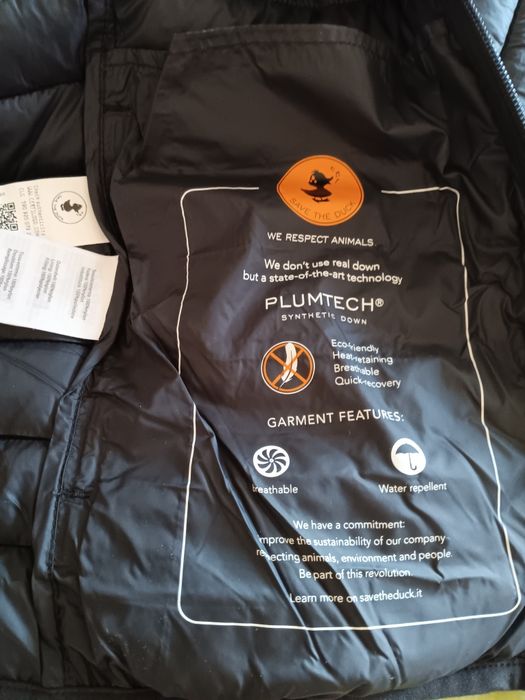 SAVE THE DUCK
WE RESPECT ANIMALS
We don't use real down
but a state-of-the-art technology
PLUMTECH®
SYNTHETIC DOWN
Eco-friendly
Heat-retaining
Breathable
Quick-recovery
GARMENT FEATURES:
breathable
Water repellent
We have a commitment:
improve the sustainability of our company
respecting animals, environment and people.
Be part of this revolution.
Learn more on savetheduck.it